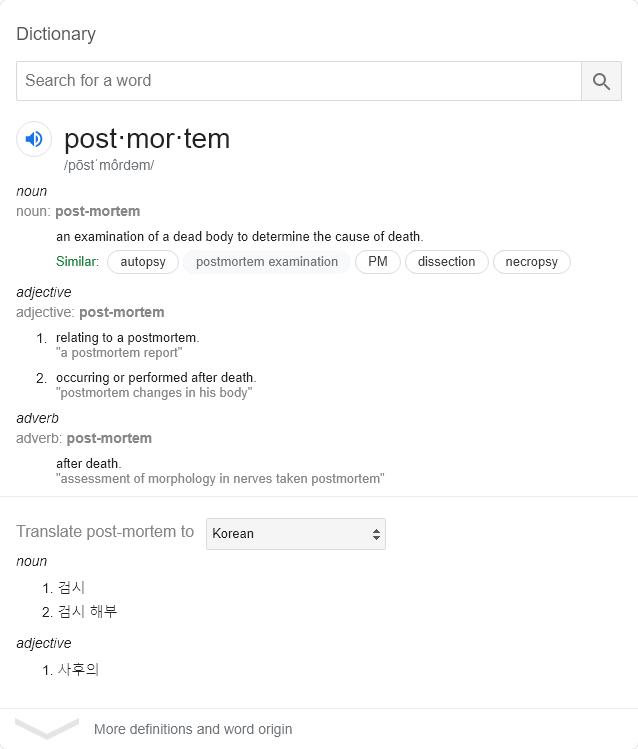 Dictionary
Search for a word
post·mor·tem
/pōstˈmôrdəm/
noun
noun: post-mortem
an examination of a dead body to determine the cause of death.
Similar: autopsy postmortem examination PM dissection necropsy
adjective
adjective: post-mortem
1. relating to a postmortem.
"a postmortem report"
2. occurring or performed after death.
"postmortem changes in his body"
adverb
adverb: post-mortem
after death.
"assessment of morphology in nerves taken postmortem"
Translate post-mortem to Korean
noun
1. 검시
2. 검시 해부
adjective
1. 사후의
More definitions and word origin